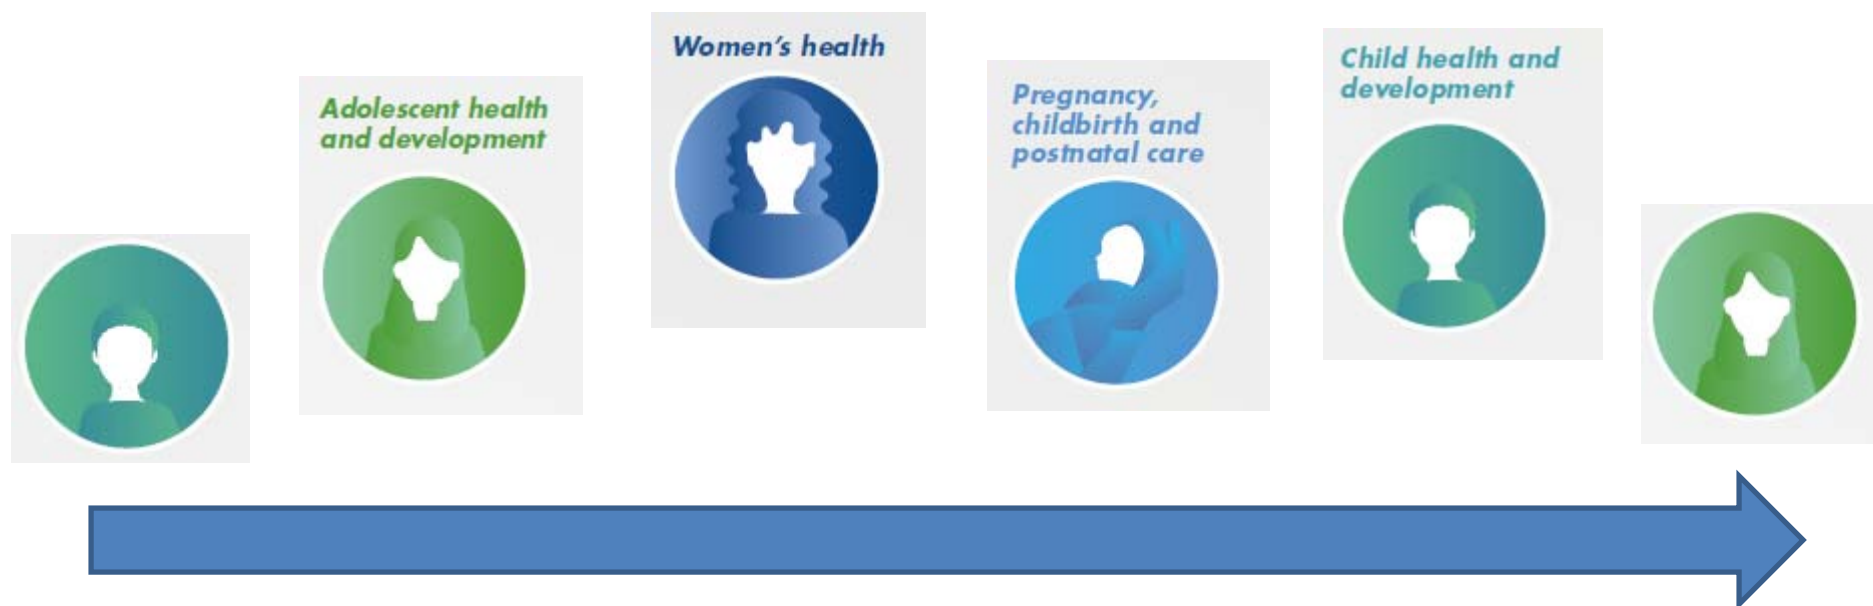 Adolescent health
and development
Women's health
Pregnancy,
childbirth and
postnatal care
Child health and
development